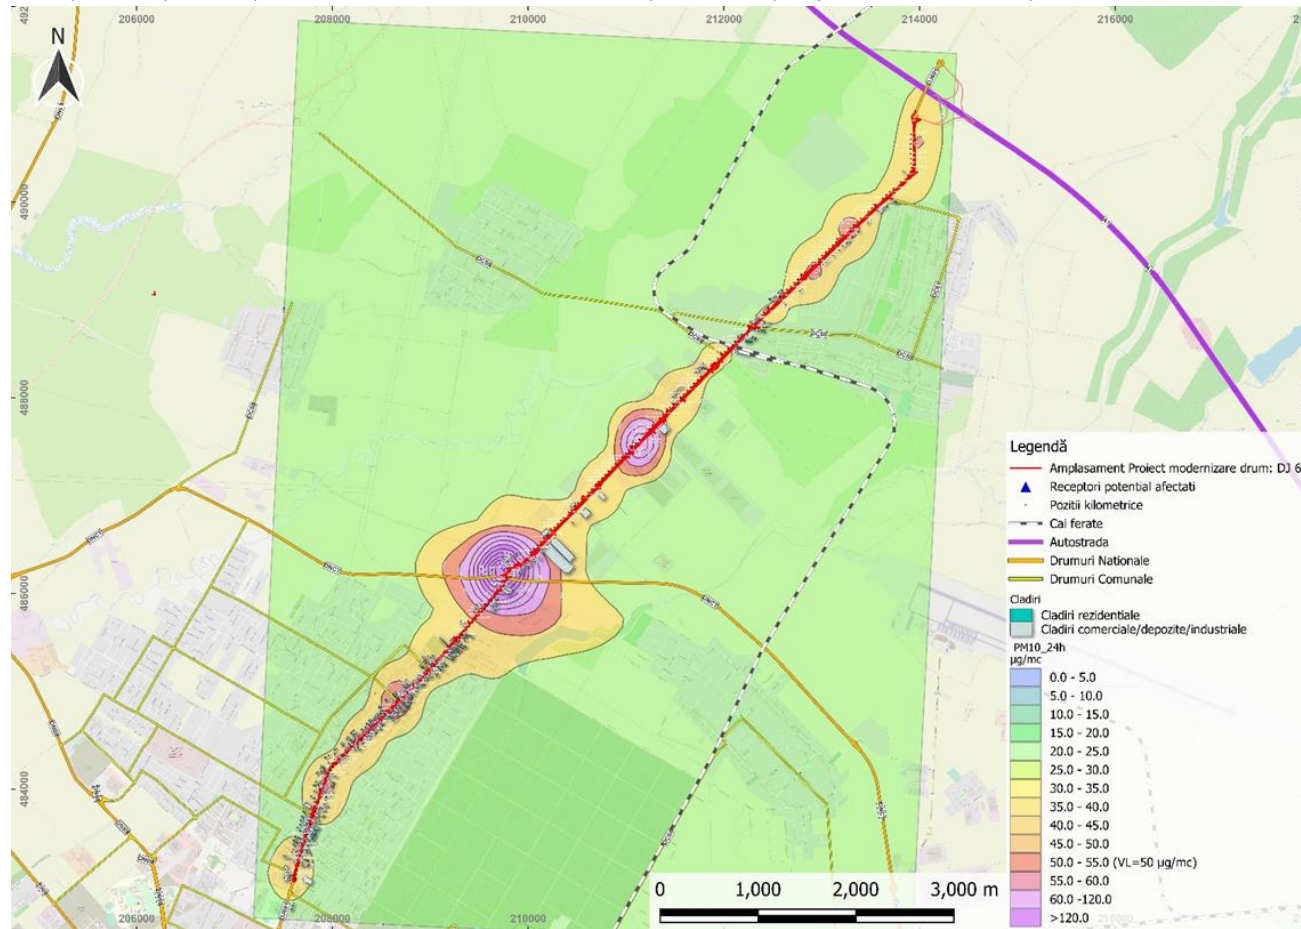 492
206000
208000
210000
212000
214000
216000
N
490000
488000
486000
484000
DC64
DNCT
DNCT
Legendă
Amplasament Proiect modernizare drum: DJ 6
Receptori potential afectati
Pozitii kilometrice
Cai ferate
Autostrada
Drumuri Nationale
Drumuri Comunale
Cladiri
Cladiri rezidentiale
Cladiri comerciale/depozite/industriale
PM10_24h
µg/mc
0.0 - 5.0
5.0 - 10.0
10.0 - 15.0
15.0 - 20.0
20.0 - 25.0
25.0 - 30.0
30.0 - 35.0
35.0 - 40.0
40.0 - 45.0
45.0 - 50.0
50.0 - 55.0 (VL=50 µg/mc)
55.0 - 60.0
60.0 -120.0
>120.0
0 1,000 2,000 3,000 m
206000
208000
210000
216000